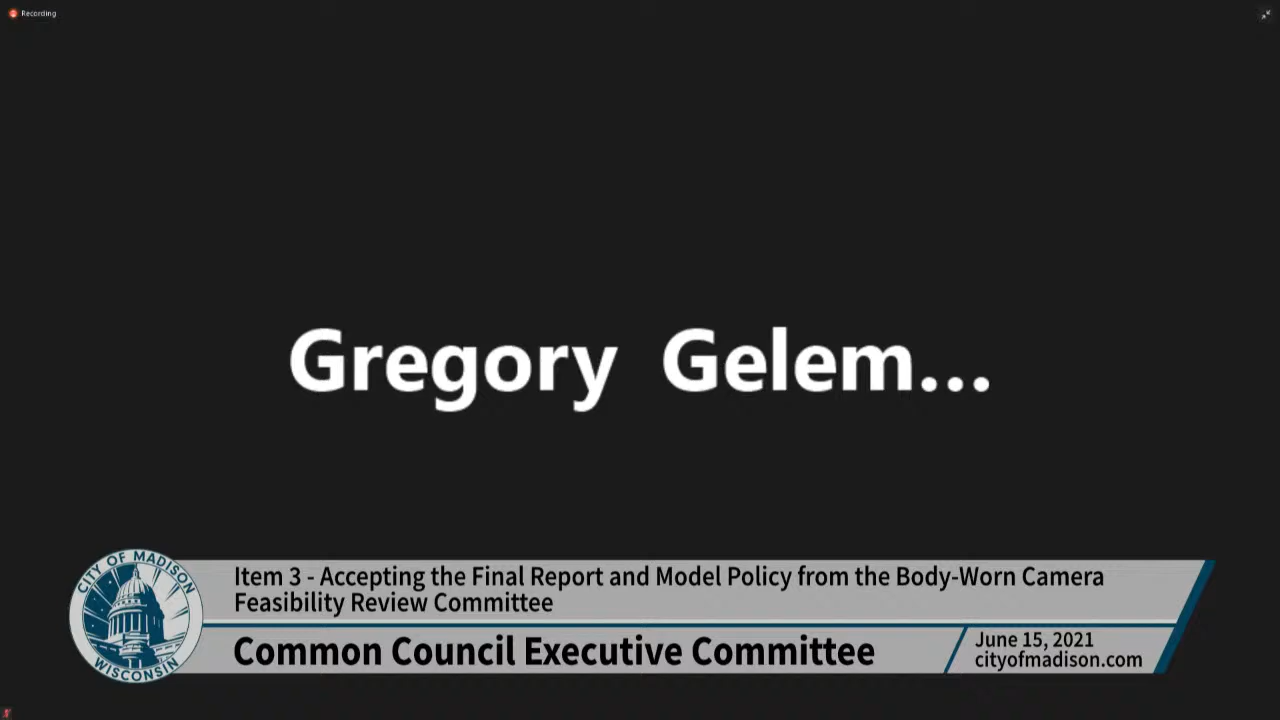 Recording
Gregory Gelem...
CITY OF MADISON
WISCONSIN
Item 3 - Accepting the Final Report and Model Policy from the Body-Worn Camera
Feasibility Review Committee
Common Council Executive Committee
June 15, 2021
cityofmadison.com